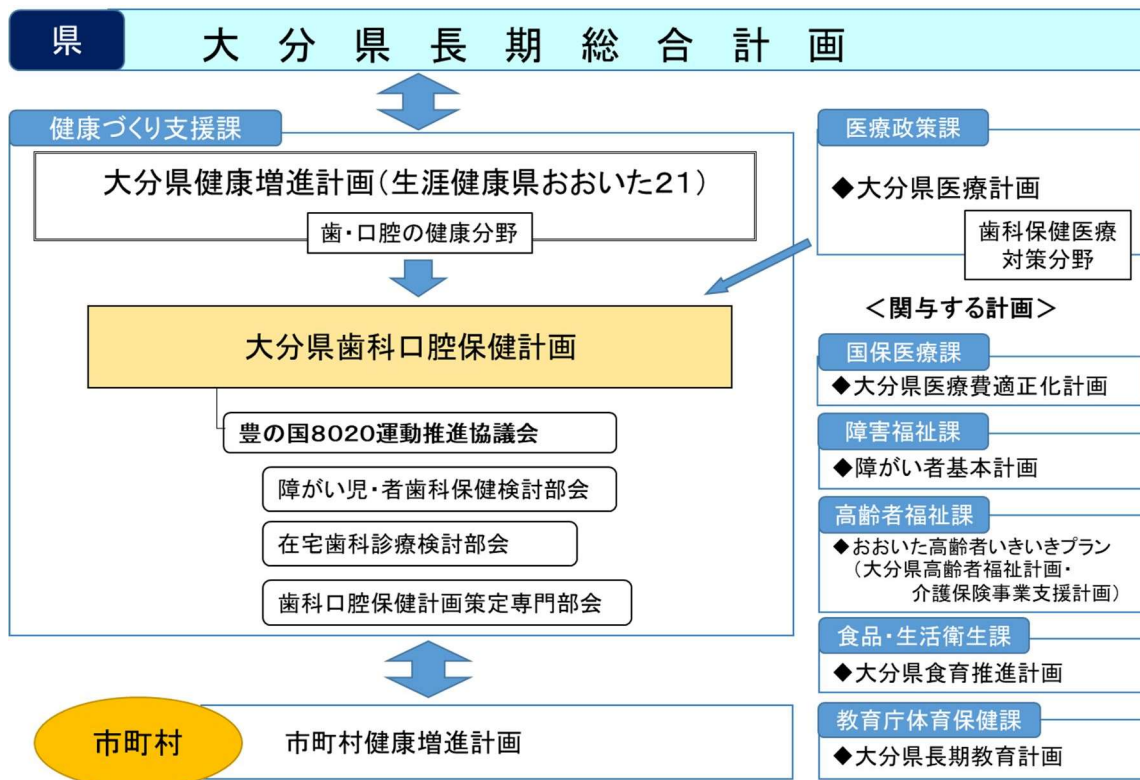 県
大分県長期総合計画
健康づくり支援課
大分県健康増進計画(生涯健康県おおいた21)
歯・口腔の健康分野
大分県歯科口腔保健計画
豊の国8020運動推進協議会
障がい児・者歯科保健検討部会
在宅歯科診療検討部会
歯科口腔保健計画策定専門部会
医療政策課
◆大分県医療計画
歯科保健医療
対策分野
<関与する計画>
国保医療課
◆大分県医療費適正化計画
障害福祉課
◆障がい者基本計画
高齢者福祉課
◆おおいた高齢者いきいきプラン
(大分県高齢者福祉計画・
介護保険事業支援計画)
食品・生活衛生課
◆大分県食育推進計画
教育庁体育保健課
◆大分県長期教育計画
市町村
市町村健康増進計画